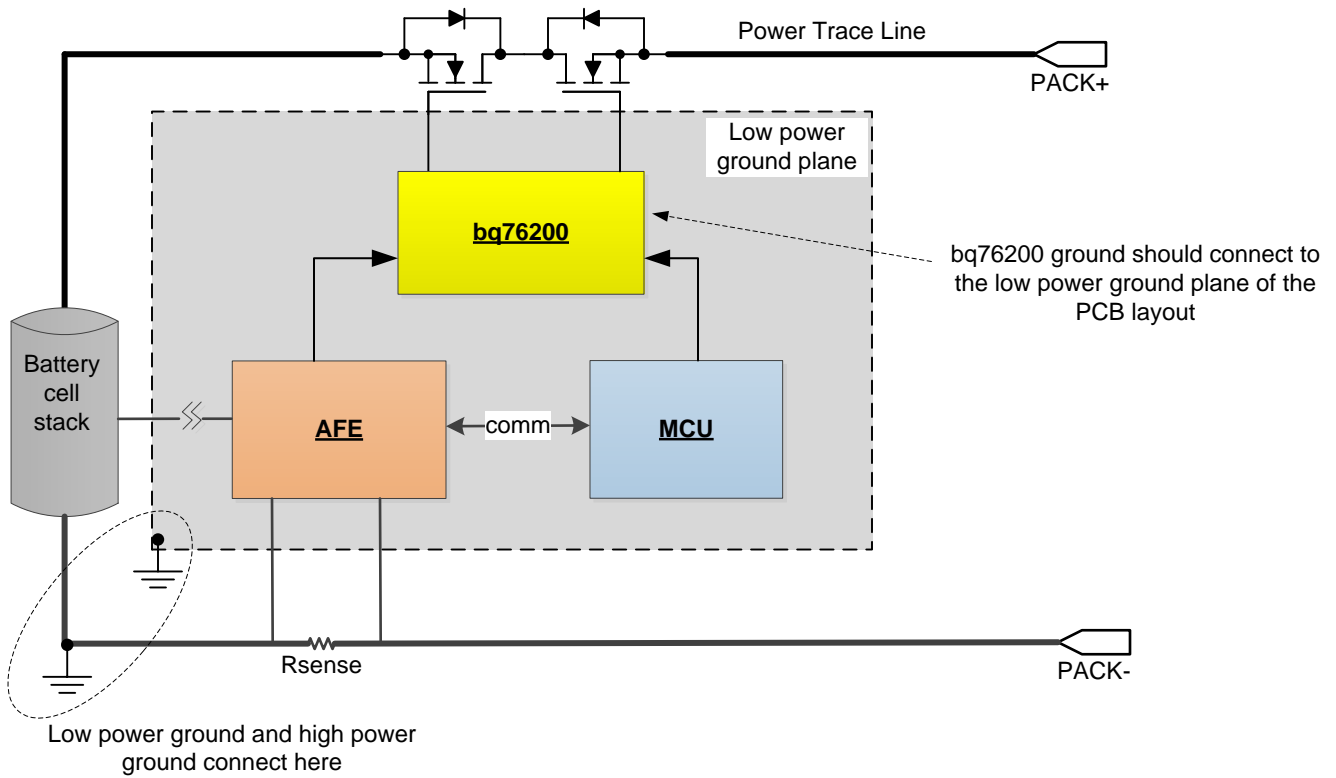 Power Trace Line
PACK+
Low power
ground plane
bq76200
bq76200 ground should connect to
the low power ground plane of the
PCB layout
Battery
cell
stack
AFE
comm
MCU
Rsense
PACK-
Low power ground and high power
ground connect here